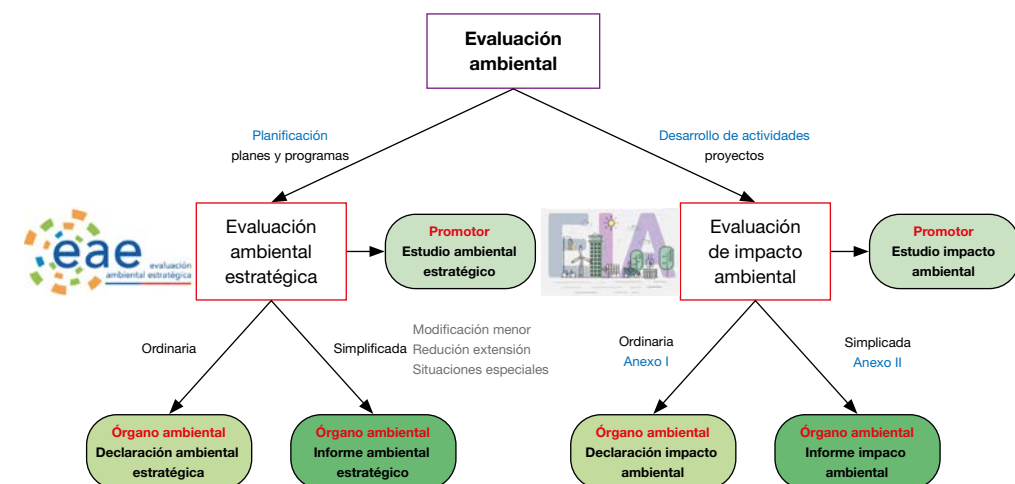 Evaluación
ambiental
Planificación
planes y programas
Desarrollo de actividades
proyectos
eae
evaluación
ambiental estratégica
Evaluación
ambiental
estratégica
Promotor
Estudio ambiental
estratégico
EIA
Evaluación
de impacto
ambiental
Promotor
Estudio impacto
ambiental
Ordinaria
Simplificada
Modificación menor
Redución extensión
Situaciones especiales
Ordinaria
Anexo I
Simplicada
Anexo II
Órgano ambiental
Declaración ambiental
estratégica
Órgano ambiental
Informe ambiental
estratégico
Órgano ambiental
Declaración impacto
ambiental
Órgano ambiental
Informe impaco
ambiental